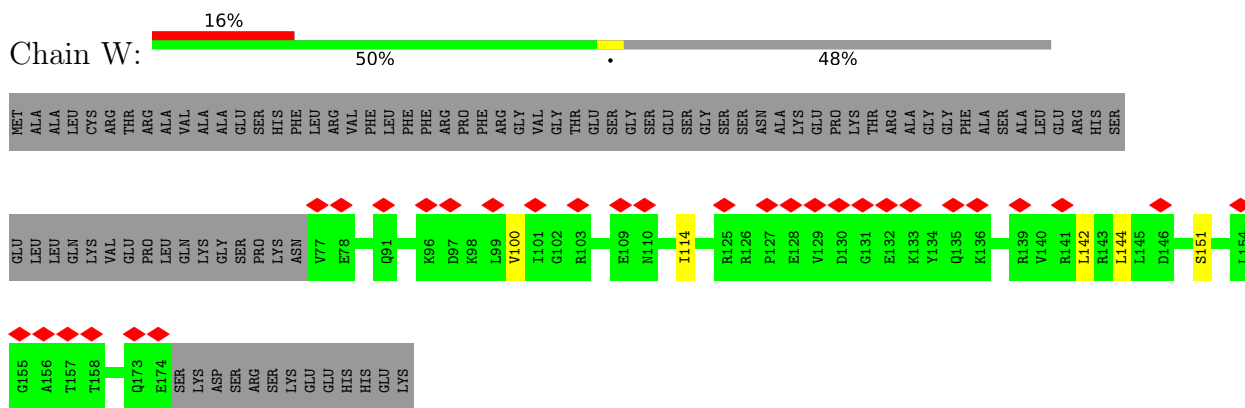 16%
Chain W:
50% • 48%
MET ALA ALA LEU CYS ARG THR ARG ALA VAL ALA ALA GLU SER HIS PHE LEU ARG VAL PHE LEU PHE PHE ARG PRO PHE ARG GLY VAL GLY THR GLU SER GLY SER GLU SER GLY SER SER ASN ALA LYS GLU PRO LYS THR ARG ALA GLY GLY PHE ALA SER ALA LEU GLU ARG HIS SER
GLU LEU LEU GLN LYS VAL GLU PRO LEU GLN LYS GLY SER PRO LYS ASN V77 E78 Q91 K96 D97 K98 L99 V100 I101 G102 R103 E109 N110 I114 R125 R126 P127 E128 V129 D130 G131 E132 K133 Y134 Q135 K136 R139 V140 R141 L142 R143 L144 L145 D146 S151 L154
G155 A156 T157 T158 Q173 E174 SER LYS ASP SER ARG SER LYS GLU GLU HIS HIS GLU LYS